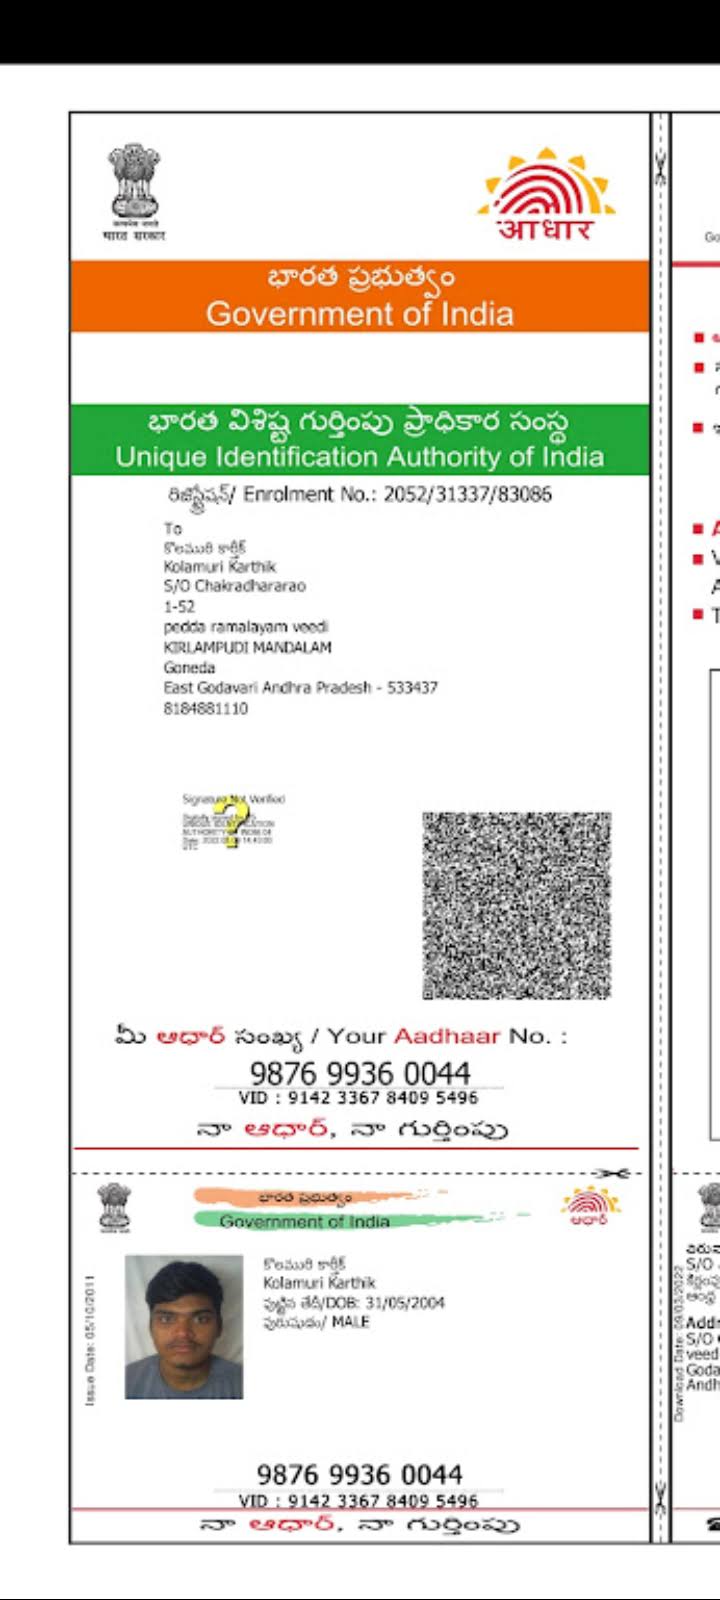 सत्यमेव जयते
भारत सरकार
आधार
భారత ప్రభుత్వం
Government of India
భారత విశిష్ట గుర్తింపు ప్రాధికార సంస్థ
Unique Identification Authority of India
రిజిస్ట్రేషన్/ Enrolment No.: 2052/31337/83086
To
కొలమురి కార్తీక్
Kolamuri Karthik
S/O Chakradhararao
1-52
pedda ramalayam veedi
KIRLAMPUDI MANDALAM
Goneda
East Godavari Andhra Pradesh - 533437
8184881110
Signature Not Verified
మీ ఆధార్ సంఖ్య / Your Aadhaar No. :
9876 9936 0044
VID : 9142 3367 8409 5496
నా ఆధార్, నా గుర్తింపు
భారత ప్రభుత్వం
Government of India
ఆధార్
Issue Date: 05/10/2011
కొలమురి కార్తీక్
Kolamuri Karthik
పుట్టిన తేదీ/DOB: 31/05/2004
పురుషుడు/ MALE
9876 9936 0044
VID : 9142 3367 8409 5496
నా ఆధార్, నా గుర్తింపు
Download Date: 09/03/2022
S/O
S/O
veed
Goda
Andh